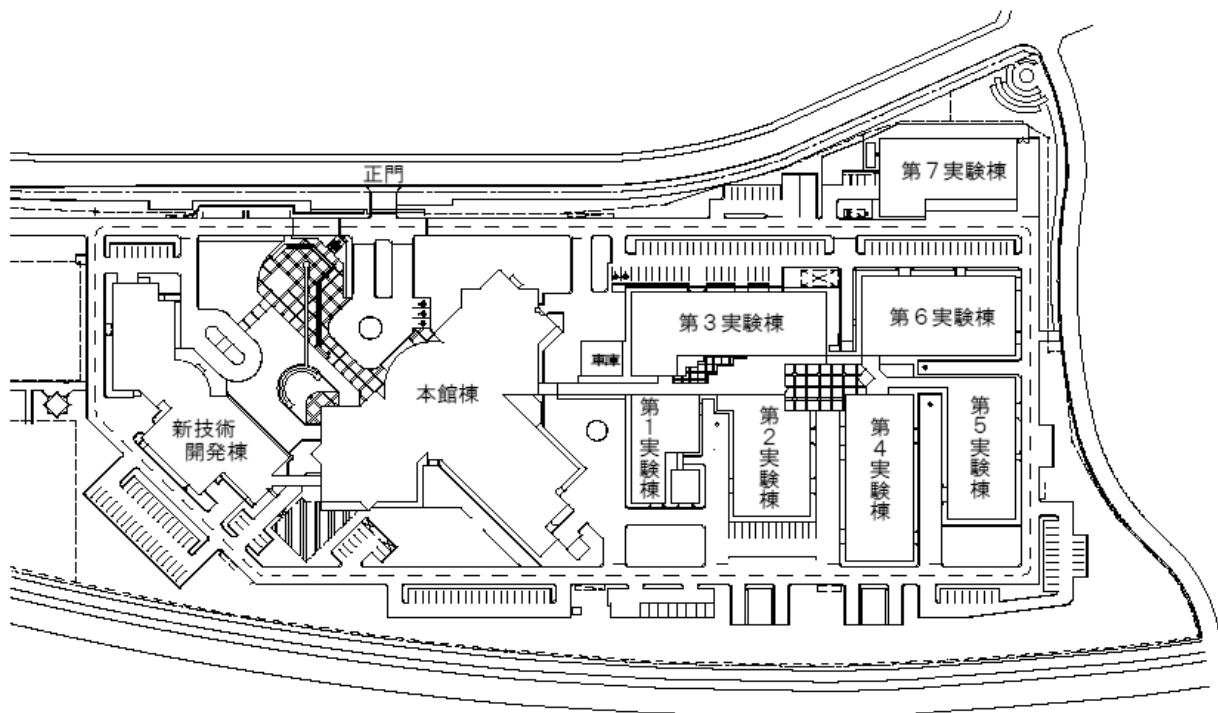 正門
第７実験棟
第３実験棟
第６実験棟
車庫
本館棟
新技術
開発棟
第１実験棟
第２実験棟
第４実験棟
第５実験棟